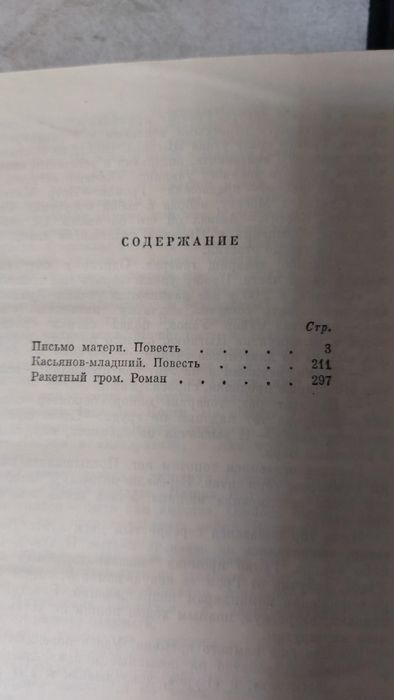 СОДЕРЖАНИЕ
Стр.
Письмо матери. Повесть . . . . . 3
Касьянов-младший. Повесть . . . . 211
Ракетный гром. Роман . . . . . . 297